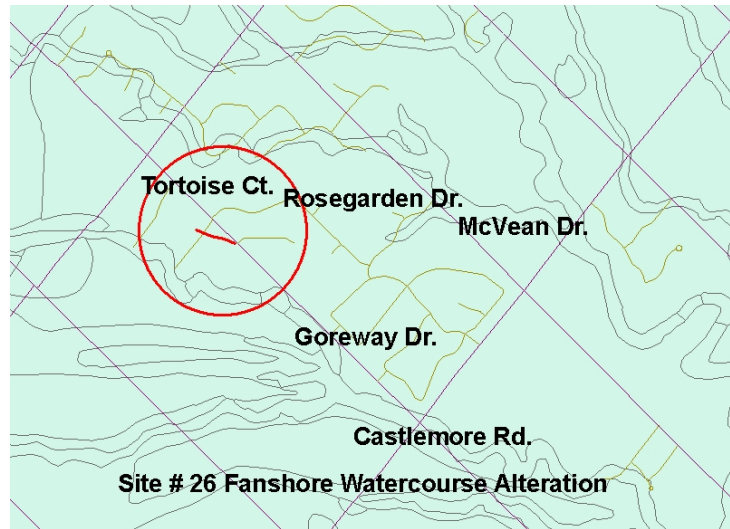 Tortoise Ct.
Rosegarden Dr.
McVean Dr.
Goreway Dr.
Castlemore Rd.
Site # 26 Fanshore Watercourse Alteration